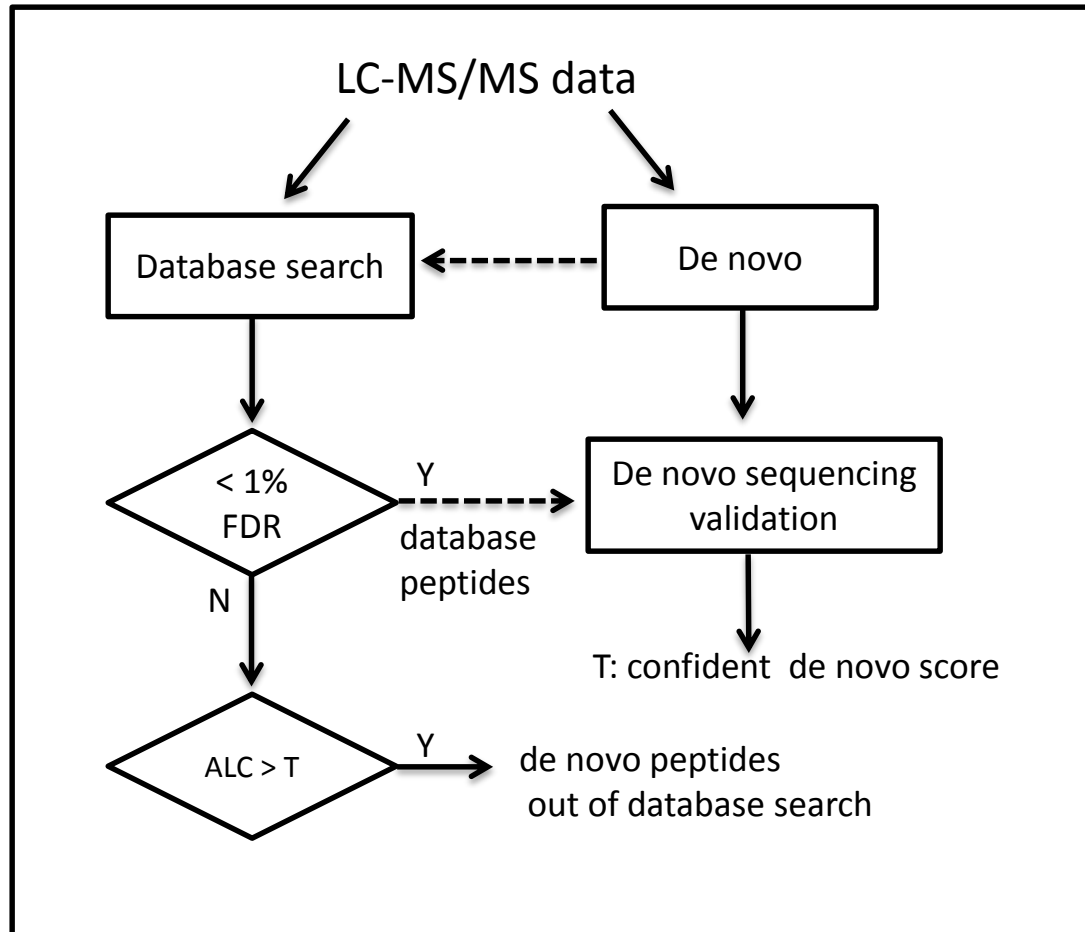 LC-MS/MS data
Database search
De novo
< 1%
FDR
Y
database
peptides
De novo sequencing
validation
N
T: confident de novo score
ALC > T
Y
de novo peptides
out of database search